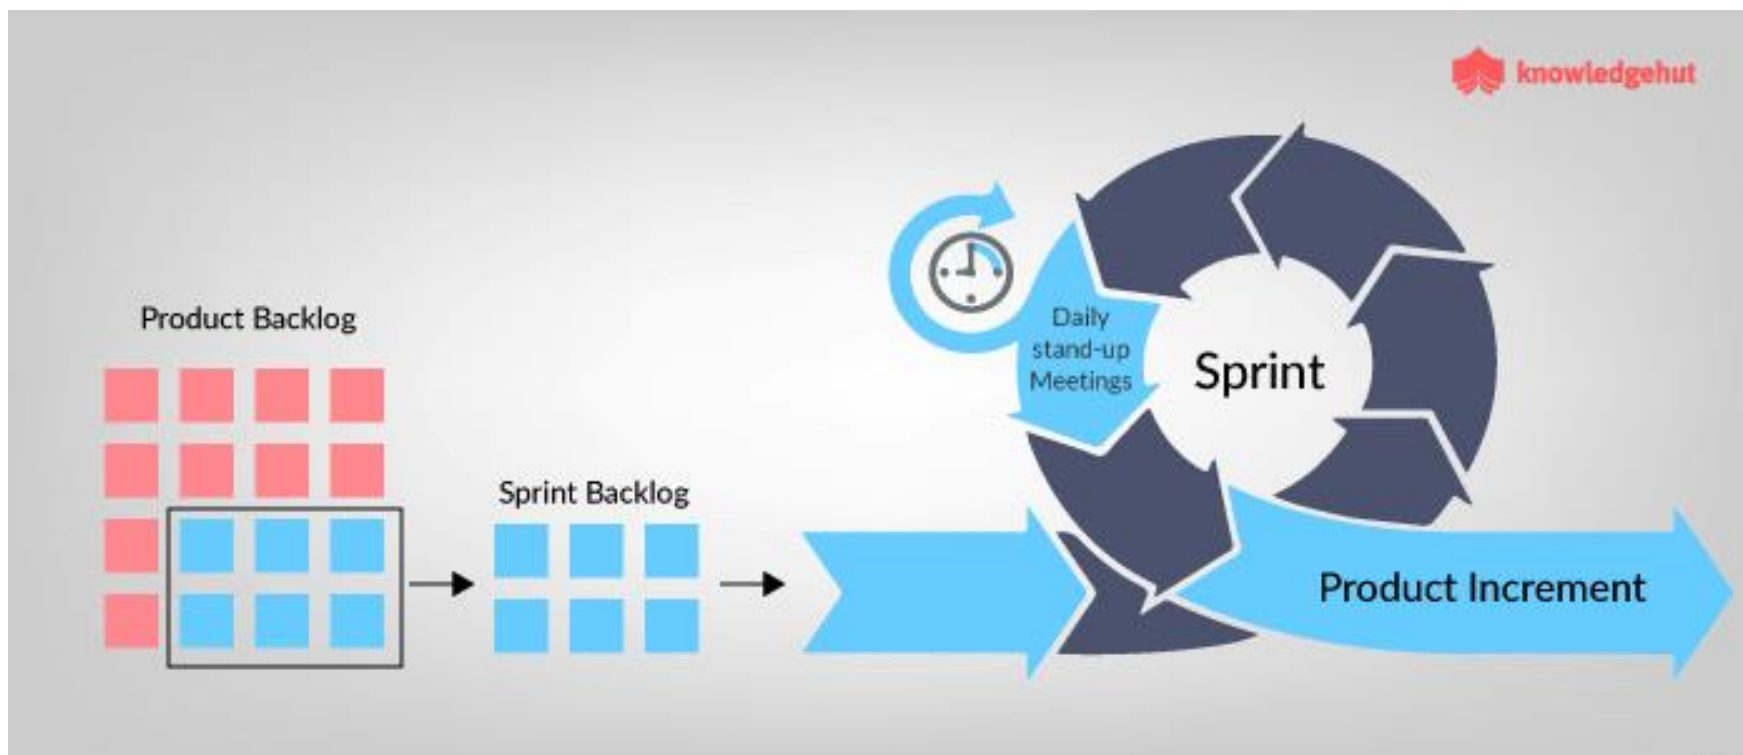 knowledgehut
Product Backlog
Sprint Backlog
Daily
stand-up
Meetings
Sprint
Product Increment